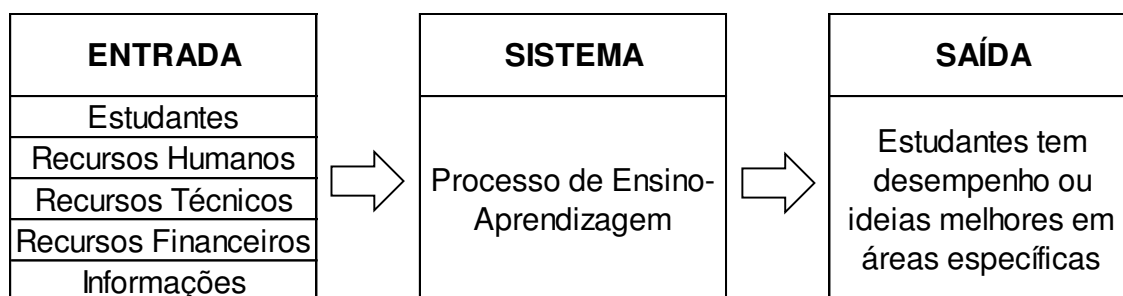 ENTRADA
Estudantes
Recursos Humanos
Recursos Técnicos
Recursos Financeiros
Informações
SISTEMA
Processo de Ensino-
Aprendizagem
SAÍDA
Estudantes tem
desempenho ou
ideias melhores em
áreas específicas